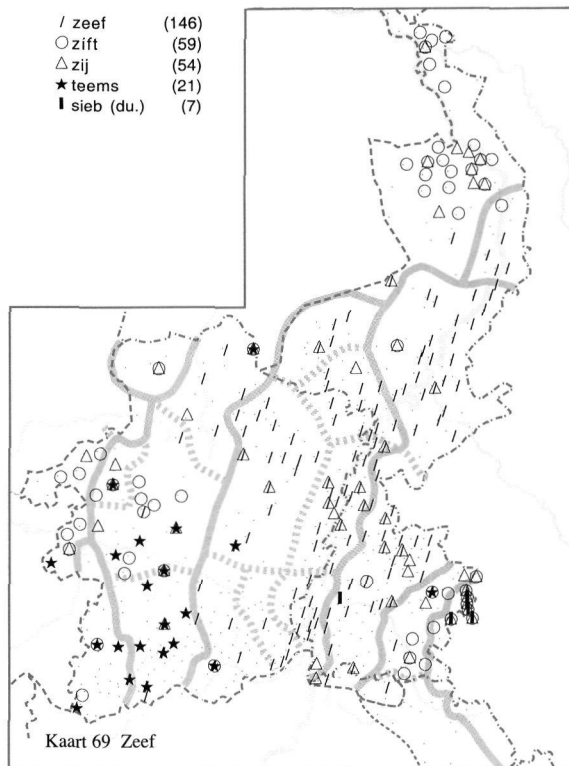 zeef (146)
zift (59)
zij (54)
teems (21)
sieb (du.) (7)
Kaart 69 Zeef